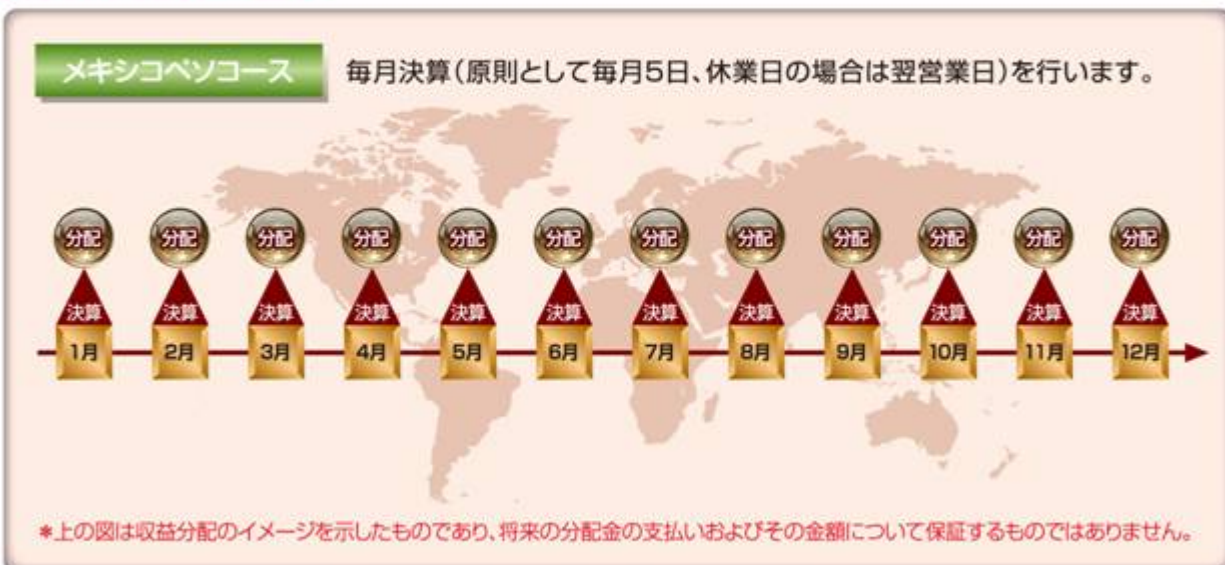 メキシコペソコース 毎月決算(原則として毎月5日、休業日の場合は翌営業日)を行います。
分配 分配 分配 分配 分配 分配 分配 分配 分配 分配 分配 分配
決算 決算 決算 決算 決算 決算 決算 決算 決算 決算 決算 決算
1月 2月 3月 4月 5月 6月 7月 8月 9月 10月 11月 12月
*上の図は収益分配のイメージを示したものであり、将来の分配金の支払いおよびその金額について保証するものではありません。